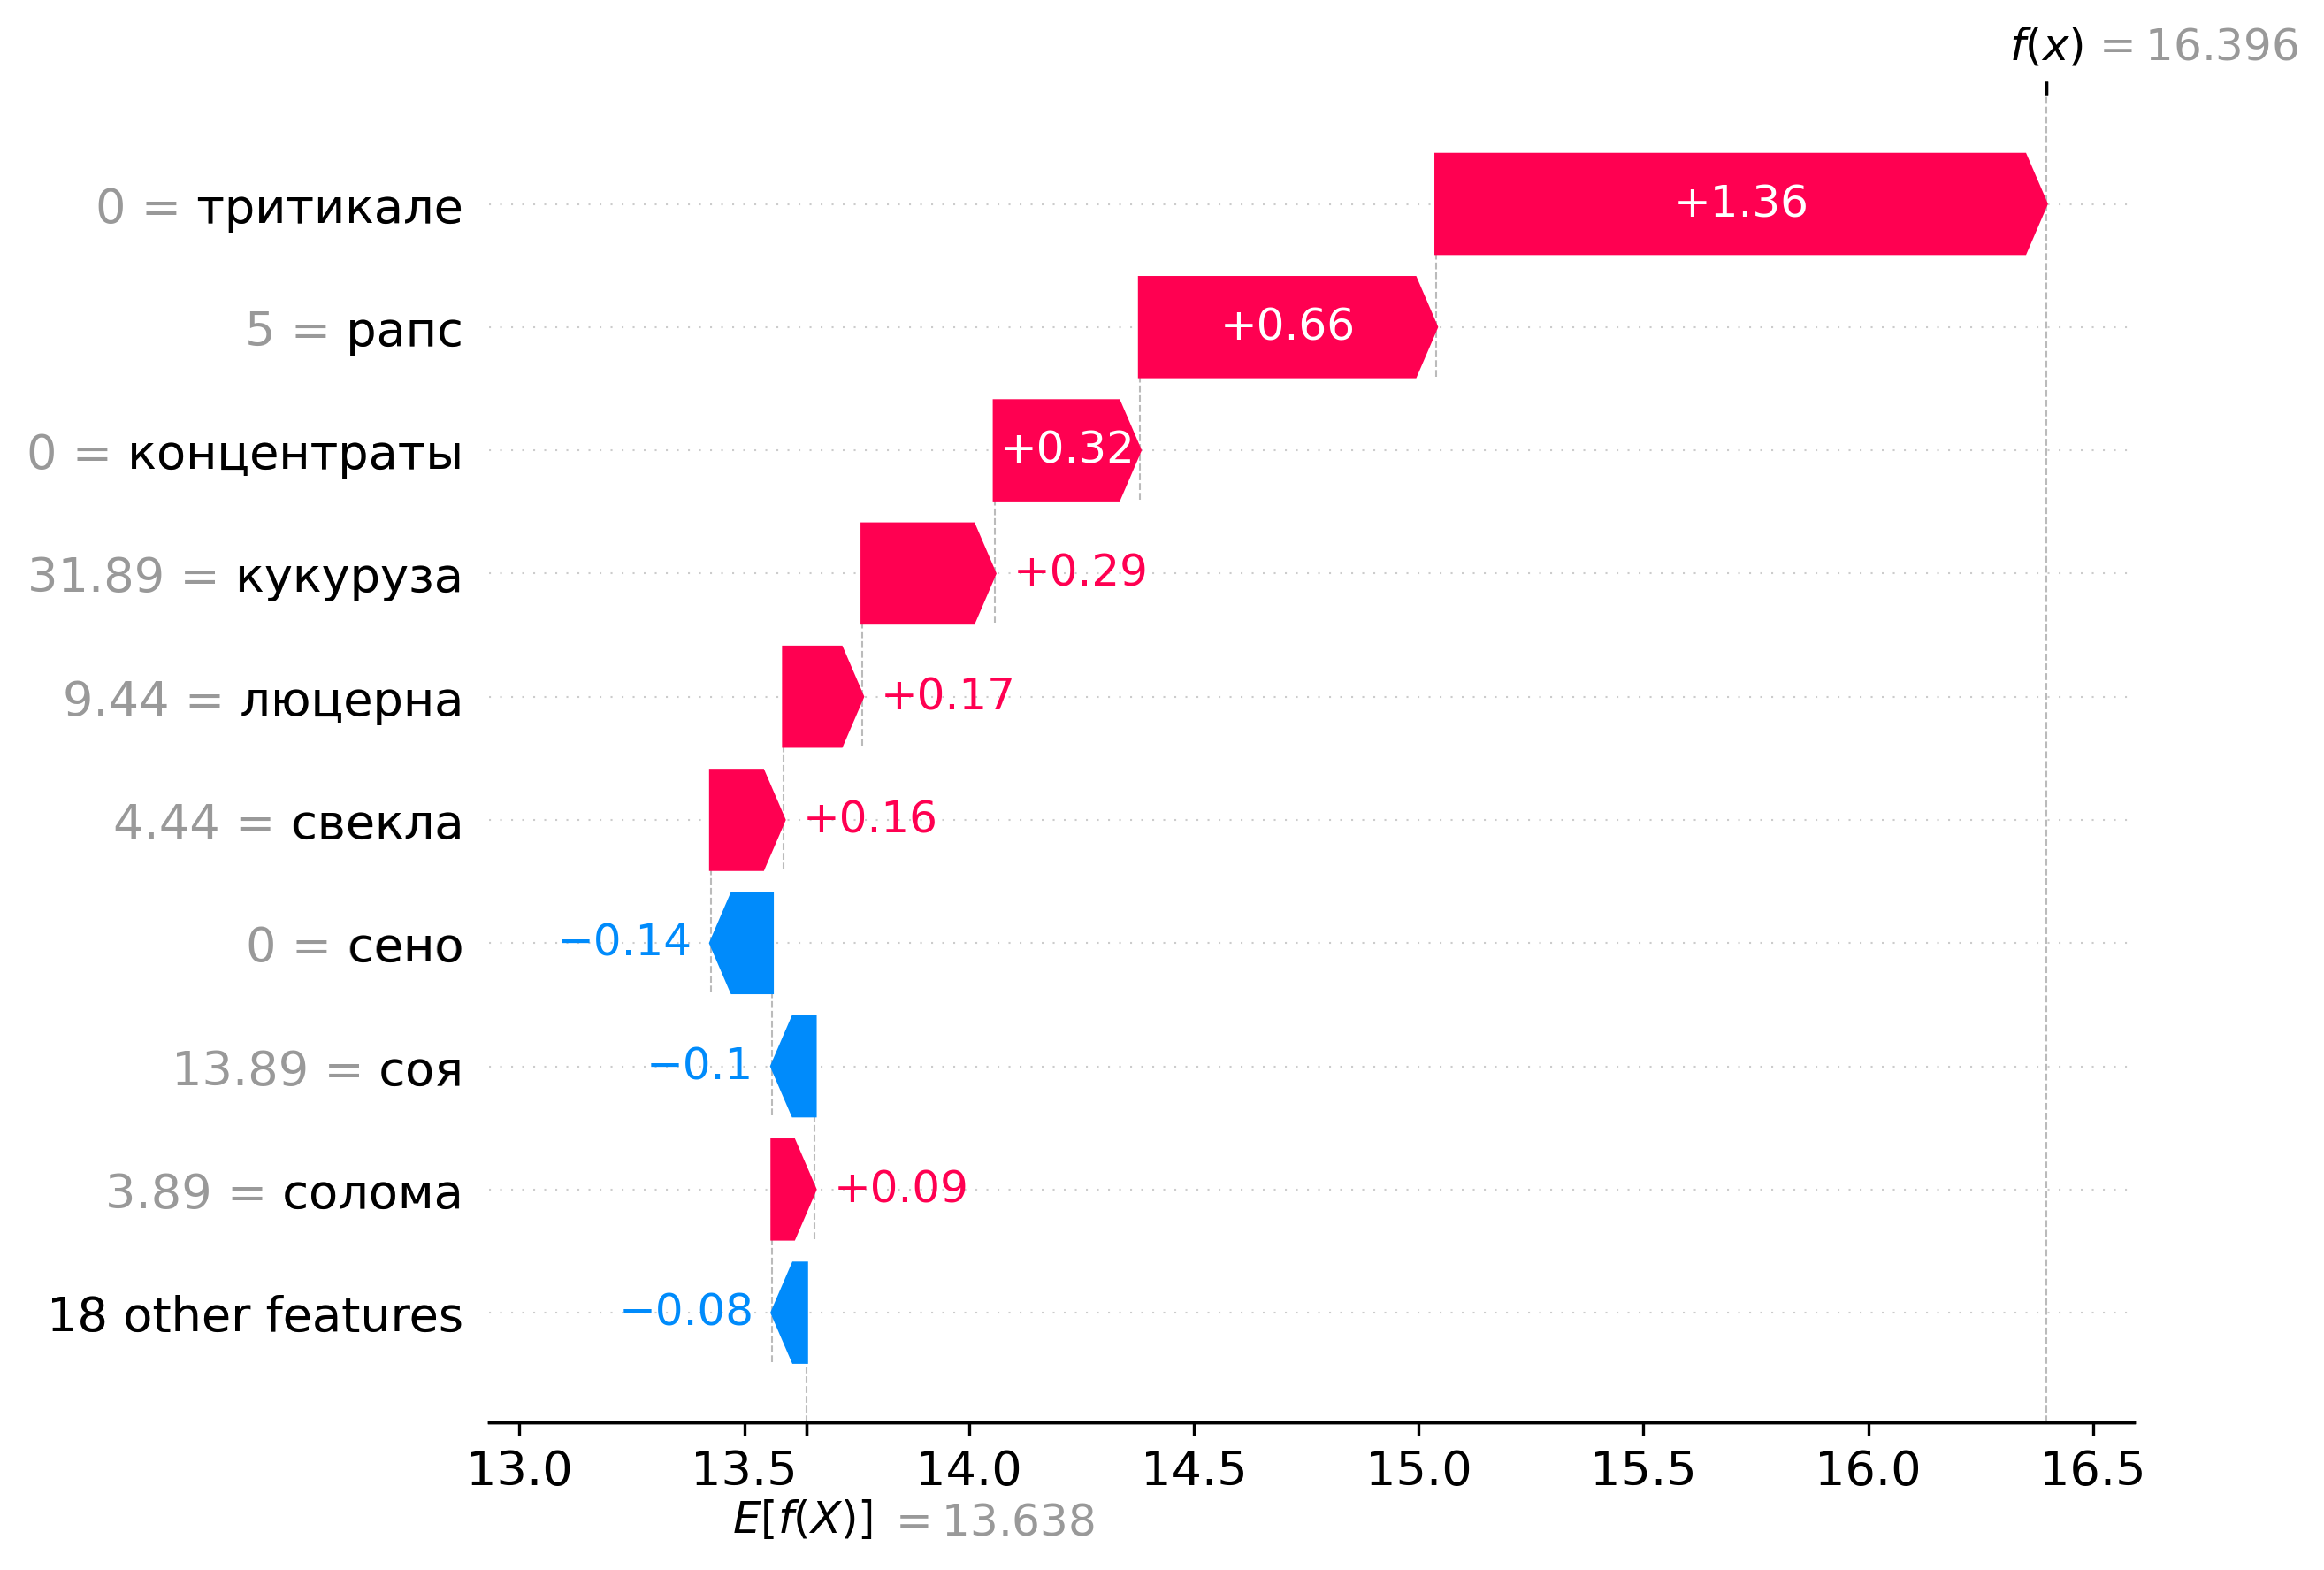 f(x) = 16.396
0 = тритикале
+1.36
5 = рапс
+0.66
0 = концентраты
+0.32
31.89 = кукуруза
+0.29
9.44 = люцерна
+0.17
4.44 = свекла
+0.16
0 = сено
−0.14
13.89 = соя
−0.1
3.89 = солома
+0.09
18 other features
−0.08
13.0 13.5 14.0 14.5 15.0 15.5 16.0 16.5
E[f(X)] = 13.638